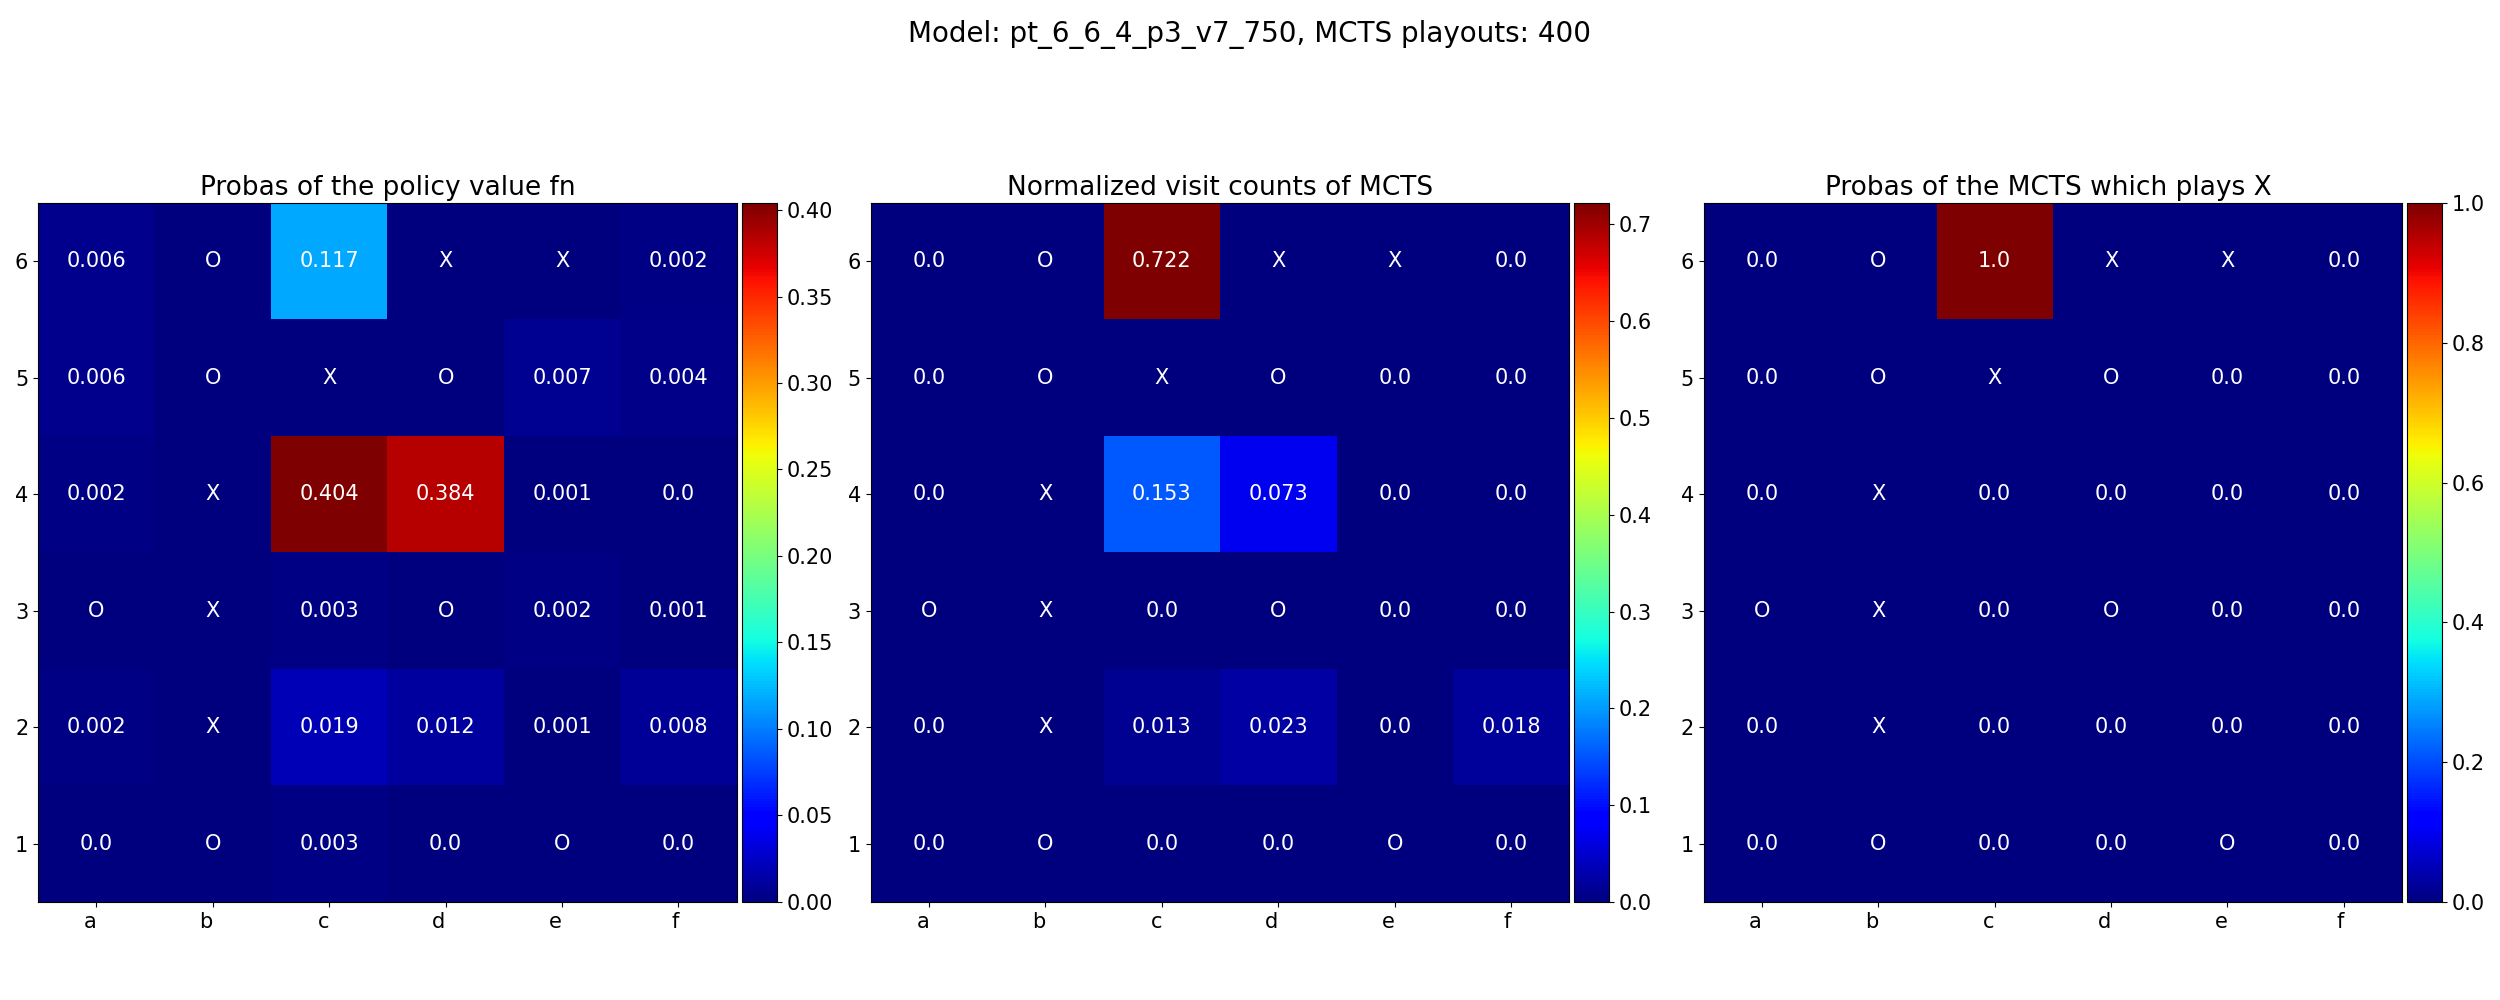 Model: pt_6_6_4_p3_v7_750, MCTS playouts: 400
Probas of the policy value fn
6 0.006 O 0.117 X X 0.002
5 0.006 O X O 0.007 0.004
4 0.002 X 0.404 0.384 0.001 0.0
3 O X 0.003 O 0.002 0.001
2 0.002 X 0.019 0.012 0.001 0.008
1 0.0 O 0.003 0.0 O 0.0
a b c d e f
0.40
0.35
0.30
0.25
0.20
0.15
0.10
0.05
0.00
Normalized visit counts of MCTS
6 0.0 O 0.722 X X 0.0
5 0.0 O X O 0.0 0.0
4 0.0 X 0.153 0.073 0.0 0.0
3 O X 0.0 O 0.0 0.0
2 0.0 X 0.013 0.023 0.0 0.018
1 0.0 O 0.0 0.0 O 0.0
a b c d e f
0.7
0.6
0.5
0.4
0.3
0.2
0.1
0.0
Probas of the MCTS which plays X
6 0.0 O 1.0 X X 0.0
5 0.0 O X O 0.0 0.0
4 0.0 X 0.0 0.0 0.0 0.0
3 O X 0.0 O 0.0 0.0
2 0.0 X 0.0 0.0 0.0 0.0
1 0.0 O 0.0 0.0 O 0.0
a b c d e f
1.0
0.8
0.6
0.4
0.2
0.0